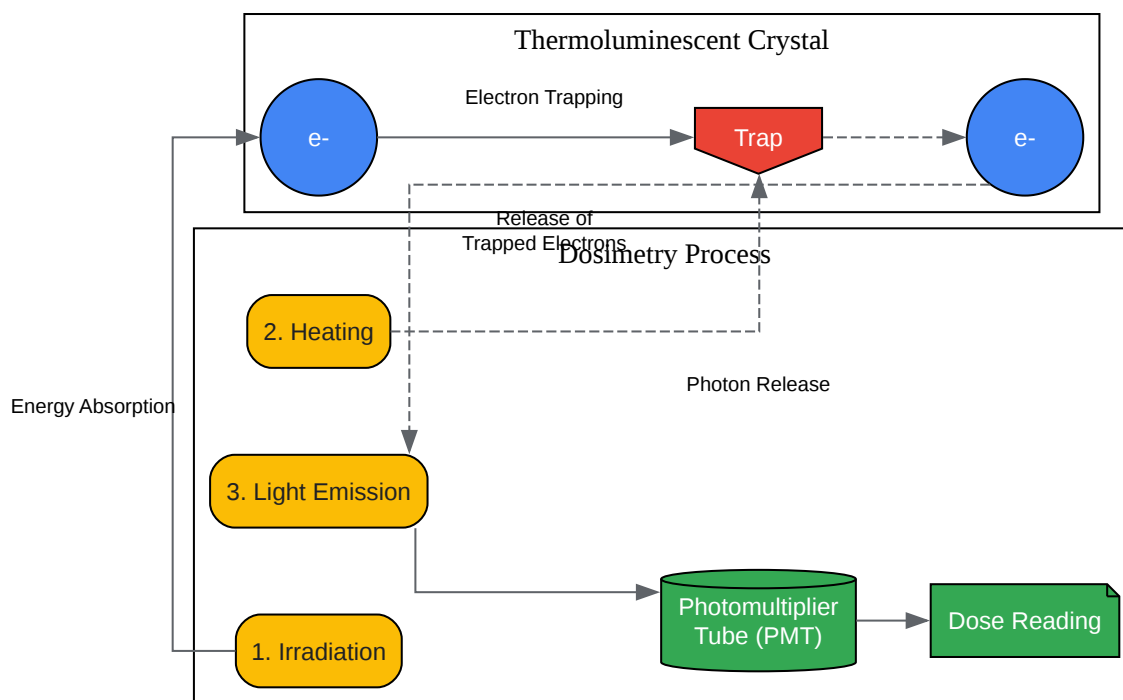 Thermoluminescent Crystal
Electron Trapping
e-
Trap
e-
Release of
Trapped Electrons
Dosimetry Process
2. Heating
Photon Release
Energy Absorption
3. Light Emission
Photomultiplier
Tube (PMT)
Dose Reading
1. Irradiation